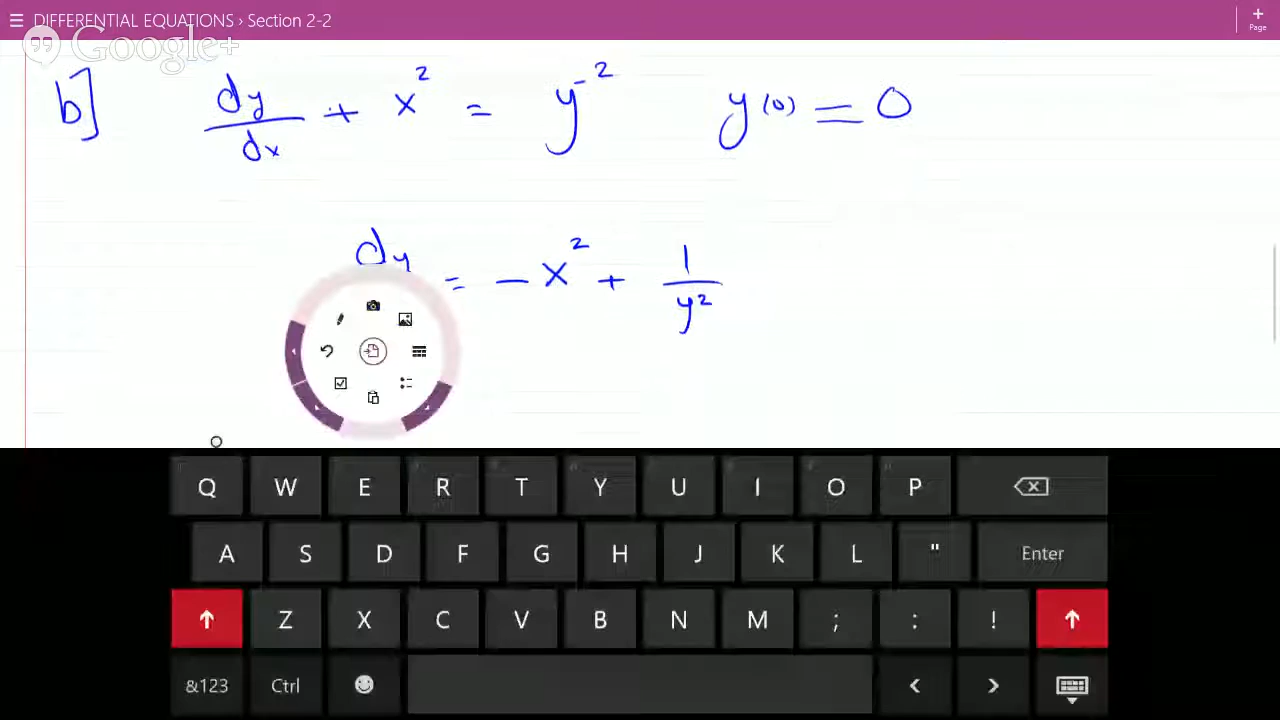 DIFFERENTIAL EQUATIONS › Section 2-2
+ Page
Google+
b] dy/dx + x² = y⁻² y(0) = 0
dy = -x² + 1/y²
Q W E R T Y U I O P
A S D F G H J K L " Enter
Z X C V B N M ; : !
&123 Ctrl < >